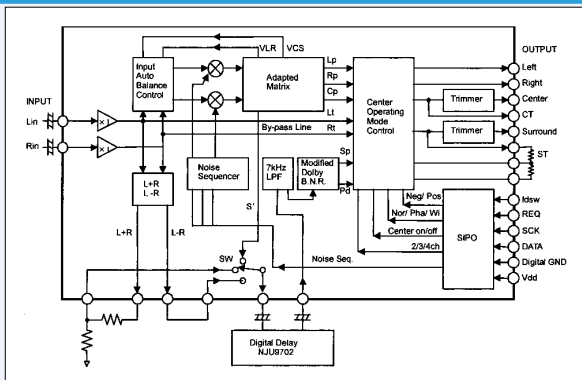 VLR VCS
Lp
Rp
Cp
Lt
Rt
OUTPUT
Left
Right
Center
CT
Surround
ST
Input
Auto
Balance
Control
Adapted
Matrix
Center
Operating
Mode
Control
Trimmer
Trimmer
INPUT
Lin
x1
Rin
x1
By-pass Line
L+R
L-R
Noise
Sequencer
7kHz
LPF
Modified
Dolby
B.N.R.
Sp
Pd
S'
L+R
L-R
SW
Neg/ Pos
Nor/ Pha/ Wi
Center on/off
2/3/4ch
Noise Seq.
SiPO
Idsw
REQ
SCK
DATA
Digital GND
Vdd
Digital Delay
NJU9702